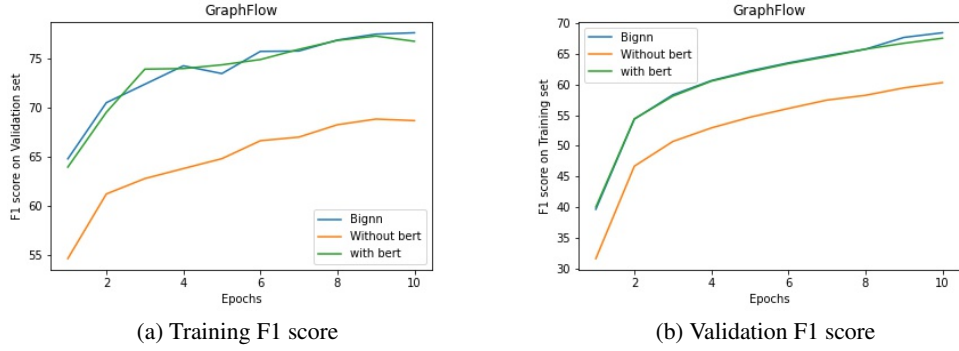 GraphFlow
F1 score on Validation set
75
70
65
60
55
2
4
6
8
10
Epochs
Bignn
Without bert
with bert
(a) Training F1 score
GraphFlow
F1 score on Training set
70
65
60
55
50
45
40
35
30
2
4
6
8
10
Epochs
Bignn
Without bert
with bert
(b) Validation F1 score